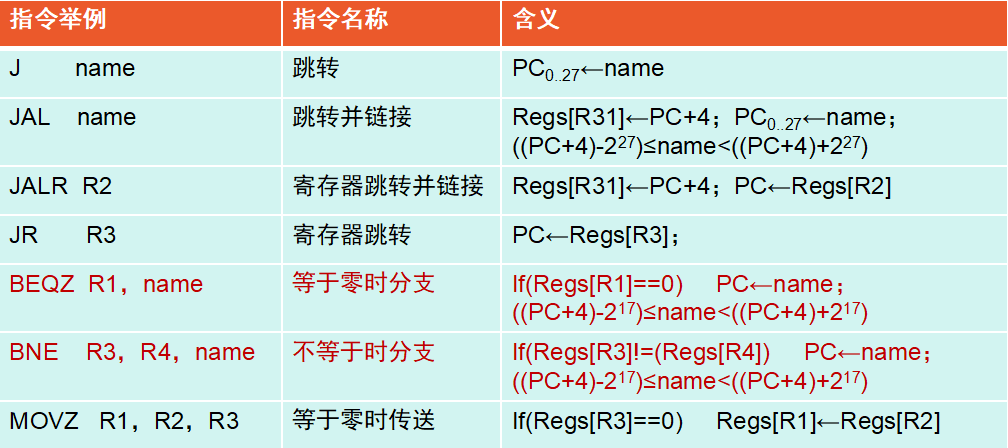 指令举例 指令名称 含义
J name 跳转 PC0..27←name
JAL name 跳转并链接 Regs[R31]←PC+4；PC0..27←name；
((PC+4)-2^27)≤name<((PC+4)+2^27)
JALR R2 寄存器跳转并链接 Regs[R31]←PC+4；PC←Regs[R2]
JR R3 寄存器跳转 PC←Regs[R3]；
BEQZ R1，name 等于零时分支 If(Regs[R1]==0) PC←name；
((PC+4)-2^17)≤name<((PC+4)+2^17)
BNE R3，R4，name 不等于时分支 If(Regs[R3]!=(Regs[R4]) PC←name；
((PC+4)-2^17)≤name<((PC+4)+2^17)
MOVZ R1，R2，R3 等于零时传送 If(Regs[R3]==0) Regs[R1]←Regs[R2]